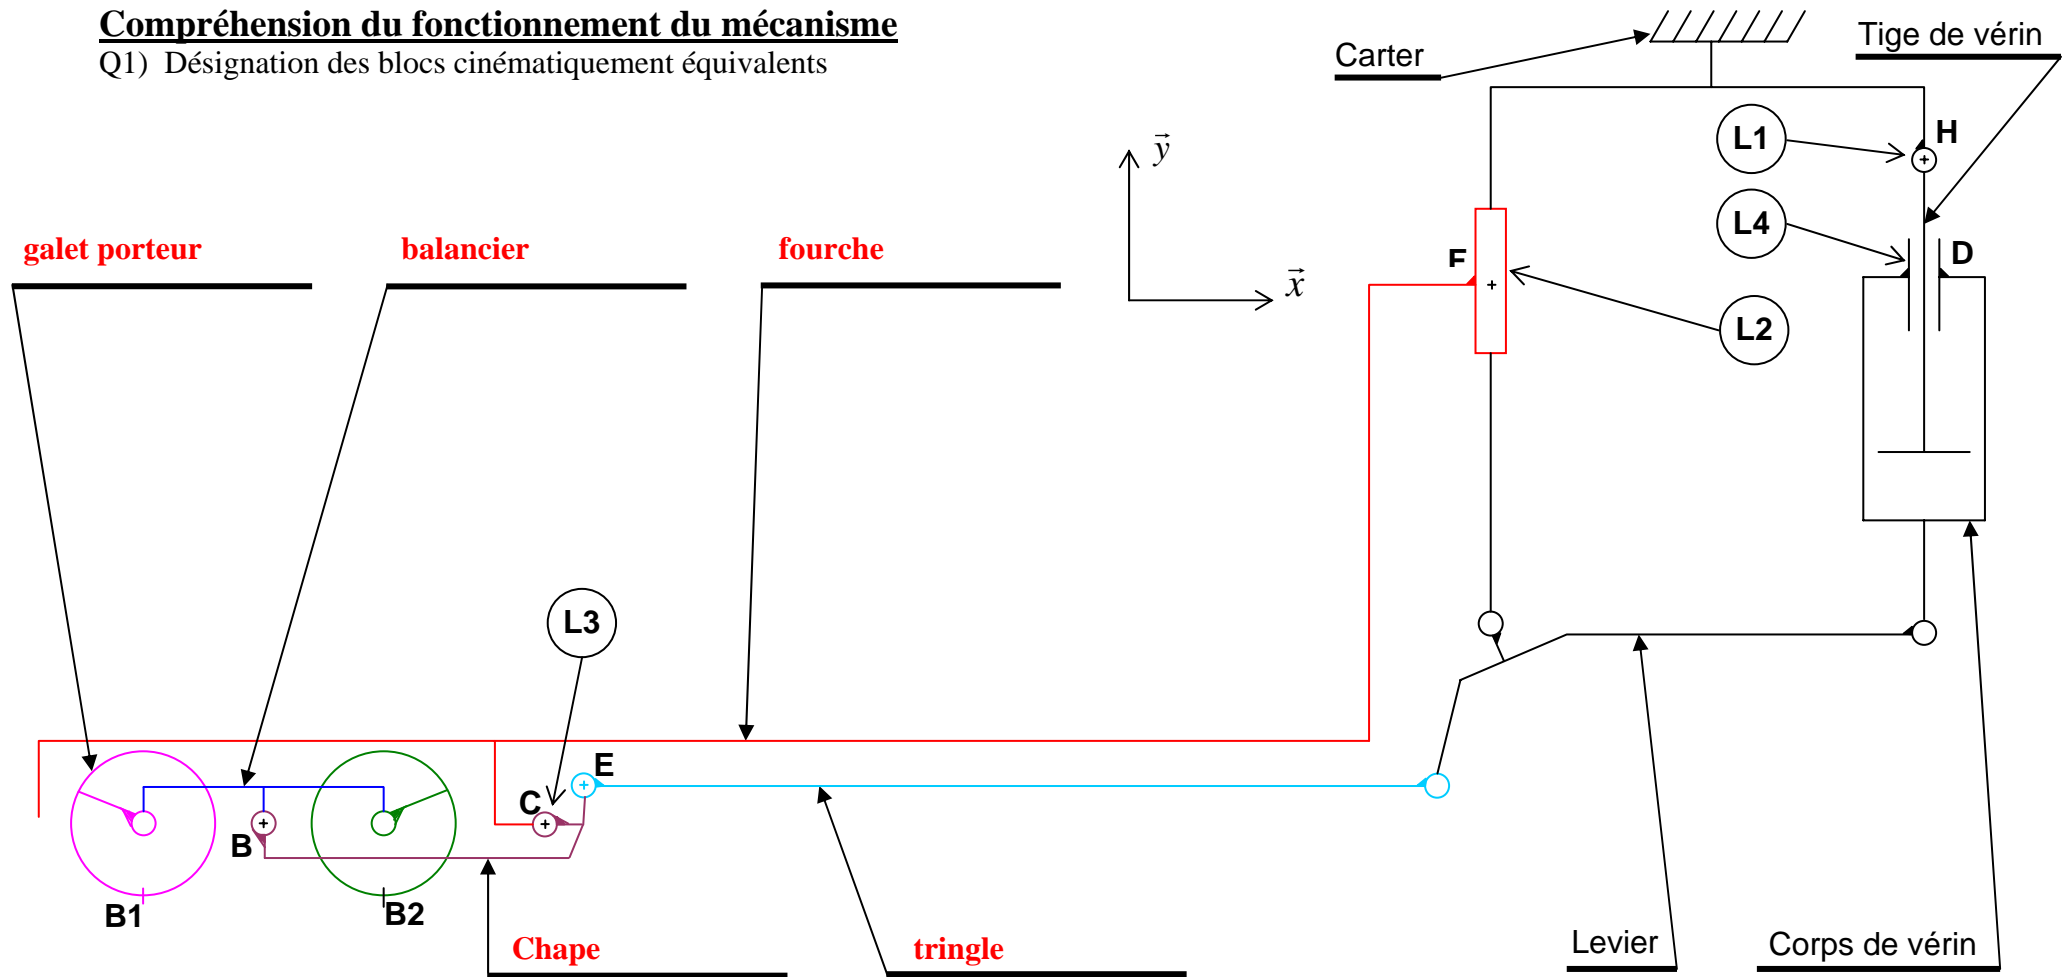 Compréhension du fonctionnement du mécanisme
Q1) Désignation des blocs cinématiquement équivalents
Carter
Tige de vérin
L1
H
y
L4
D
galet porteur
balancier
fourche
F
x
L2
L3
E
C
B
B1
B2
Chape
tringle
Levier
Corps de vérin